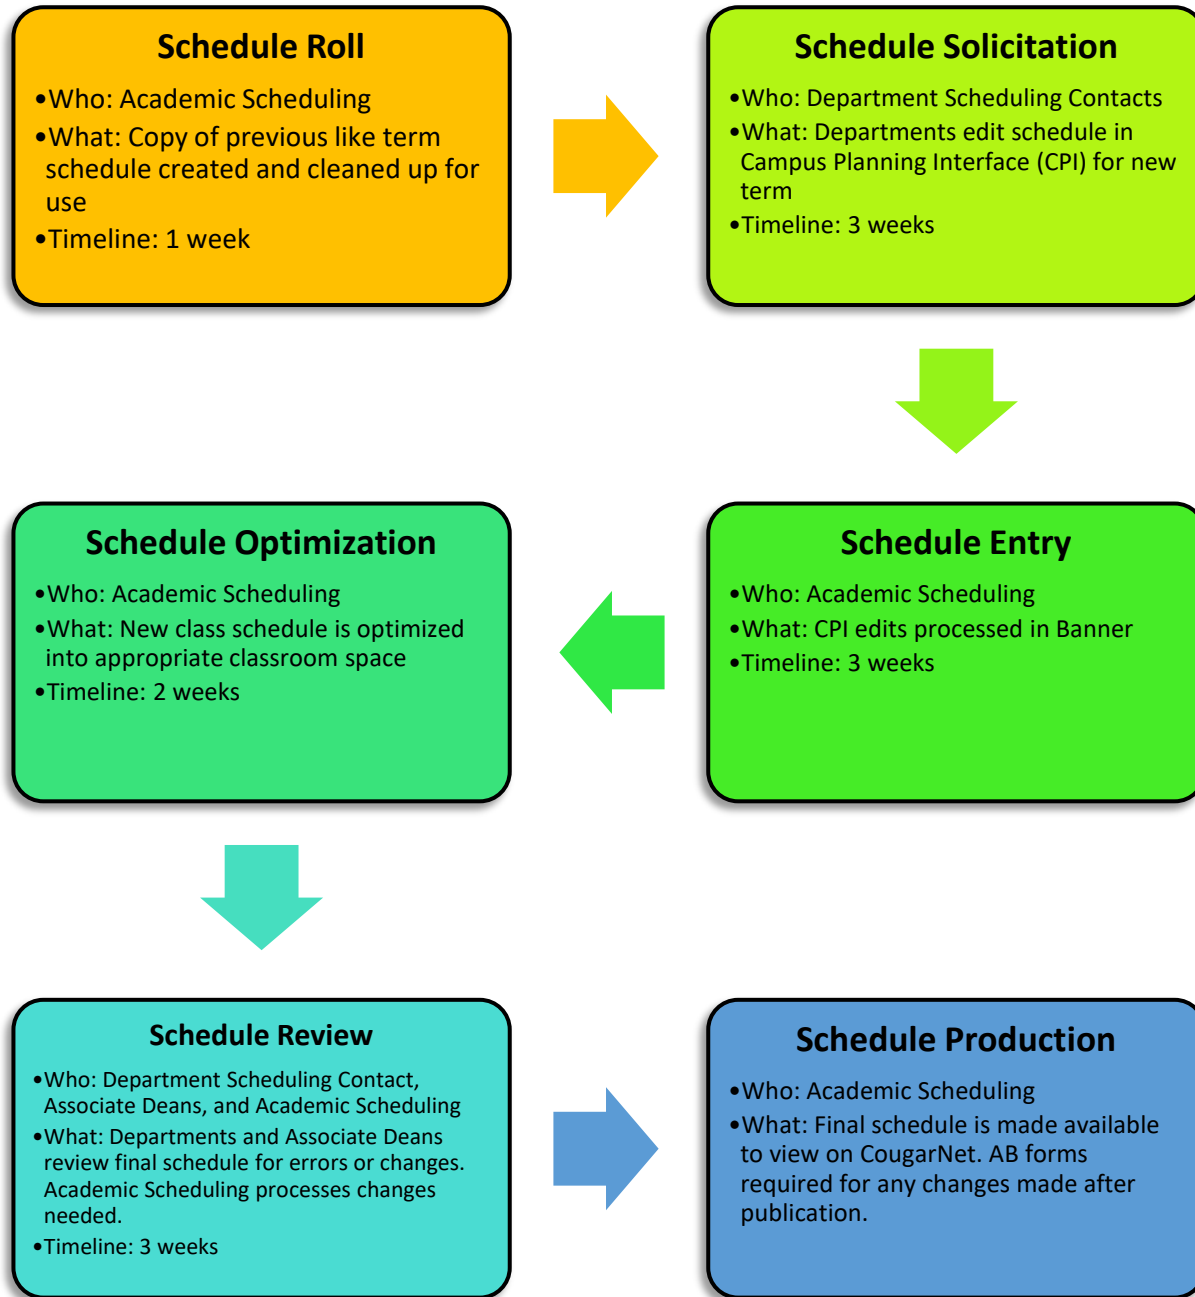 Schedule Roll
•Who: Academic Scheduling
•What: Copy of previous like term
schedule created and cleaned up for
use
•Timeline: 1 week
Schedule Solicitation
•Who: Department Scheduling Contacts
•What: Departments edit schedule in
Campus Planning Interface (CPI) for new
term
•Timeline: 3 weeks
Schedule Entry
•Who: Academic Scheduling
•What: CPI edits processed in Banner
•Timeline: 3 weeks
Schedule Optimization
•Who: Academic Scheduling
•What: New class schedule is optimized
into appropriate classroom space
•Timeline: 2 weeks
Schedule Review
•Who: Department Scheduling Contact,
Associate Deans, and Academic Scheduling
•What: Departments and Associate Deans
review final schedule for errors or changes.
Academic Scheduling processes changes
needed.
•Timeline: 3 weeks
Schedule Production
•Who: Academic Scheduling
•What: Final schedule is made available
to view on CougarNet. AB forms
required for any changes made after
publication.